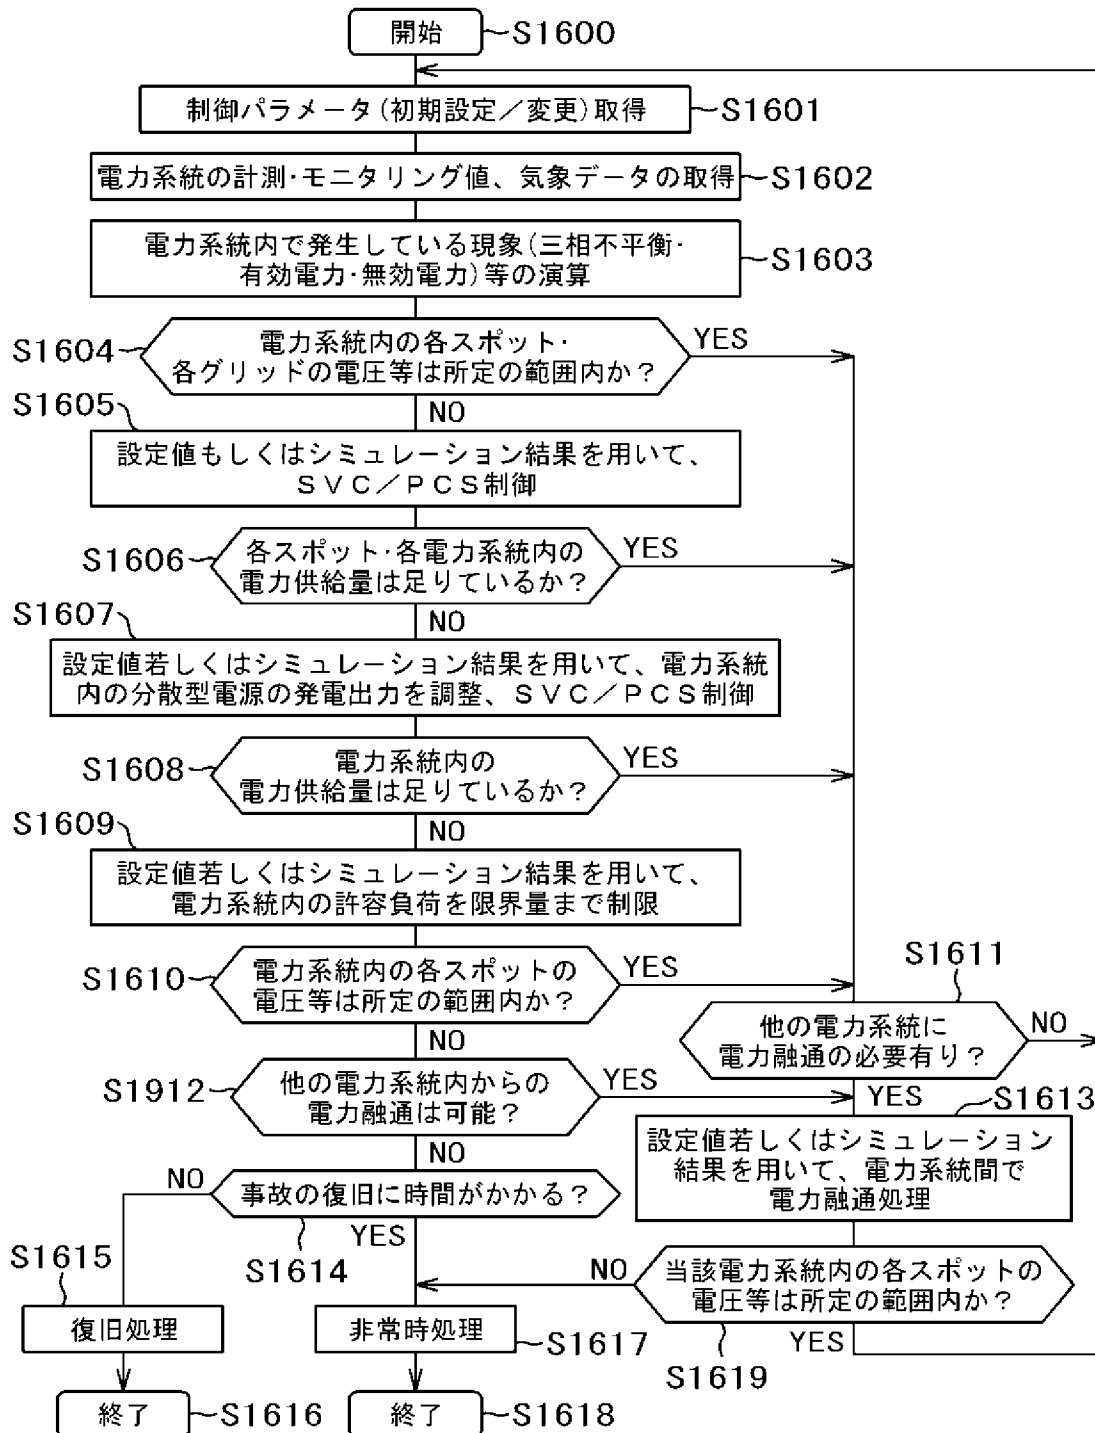 開始
S1600
制御パラメータ(初期設定／変更)取得
S1601
電力系統の計測･モニタリング値、気象データの取得
S1602
電力系統内で発生している現象(三相不平衡･
有効電力･無効電力)等の演算
S1603
S1604
電力系統内の各スポット･
各グリッドの電圧等は所定の範囲内か？
YES
NO
S1605
設定値もしくはシミュレーション結果を用いて、
ＳＶＣ／ＰＣＳ制御
S1606
各スポット･各電力系統内の
電力供給量は足りているか？
YES
NO
S1607
設定値若しくはシミュレーション結果を用いて、電力系統
内の分散型電源の発電出力を調整、ＳＶＣ／ＰＣＳ制御
S1608
電力系統内の
電力供給量は足りているか？
YES
NO
S1609
設定値若しくはシミュレーション結果を用いて、
電力系統内の許容負荷を限界量まで制限
S1610
電力系統内の各スポットの
電圧等は所定の範囲内か？
YES
NO
S1611
他の電力系統に
電力融通の必要有り？
NO
YES
S1912
他の電力系統内からの
電力融通は可能？
YES
NO
S1613
設定値若しくはシミュレーション
結果を用いて、電力系統間で
電力融通処理
事故の復旧に時間がかかる？
NO
YES
S1614
S1615
復旧処理
終了
S1616
当該電力系統内の各スポットの
電圧等は所定の範囲内か？
NO
YES
S1619
非常時処理
S1617
終了
S1618